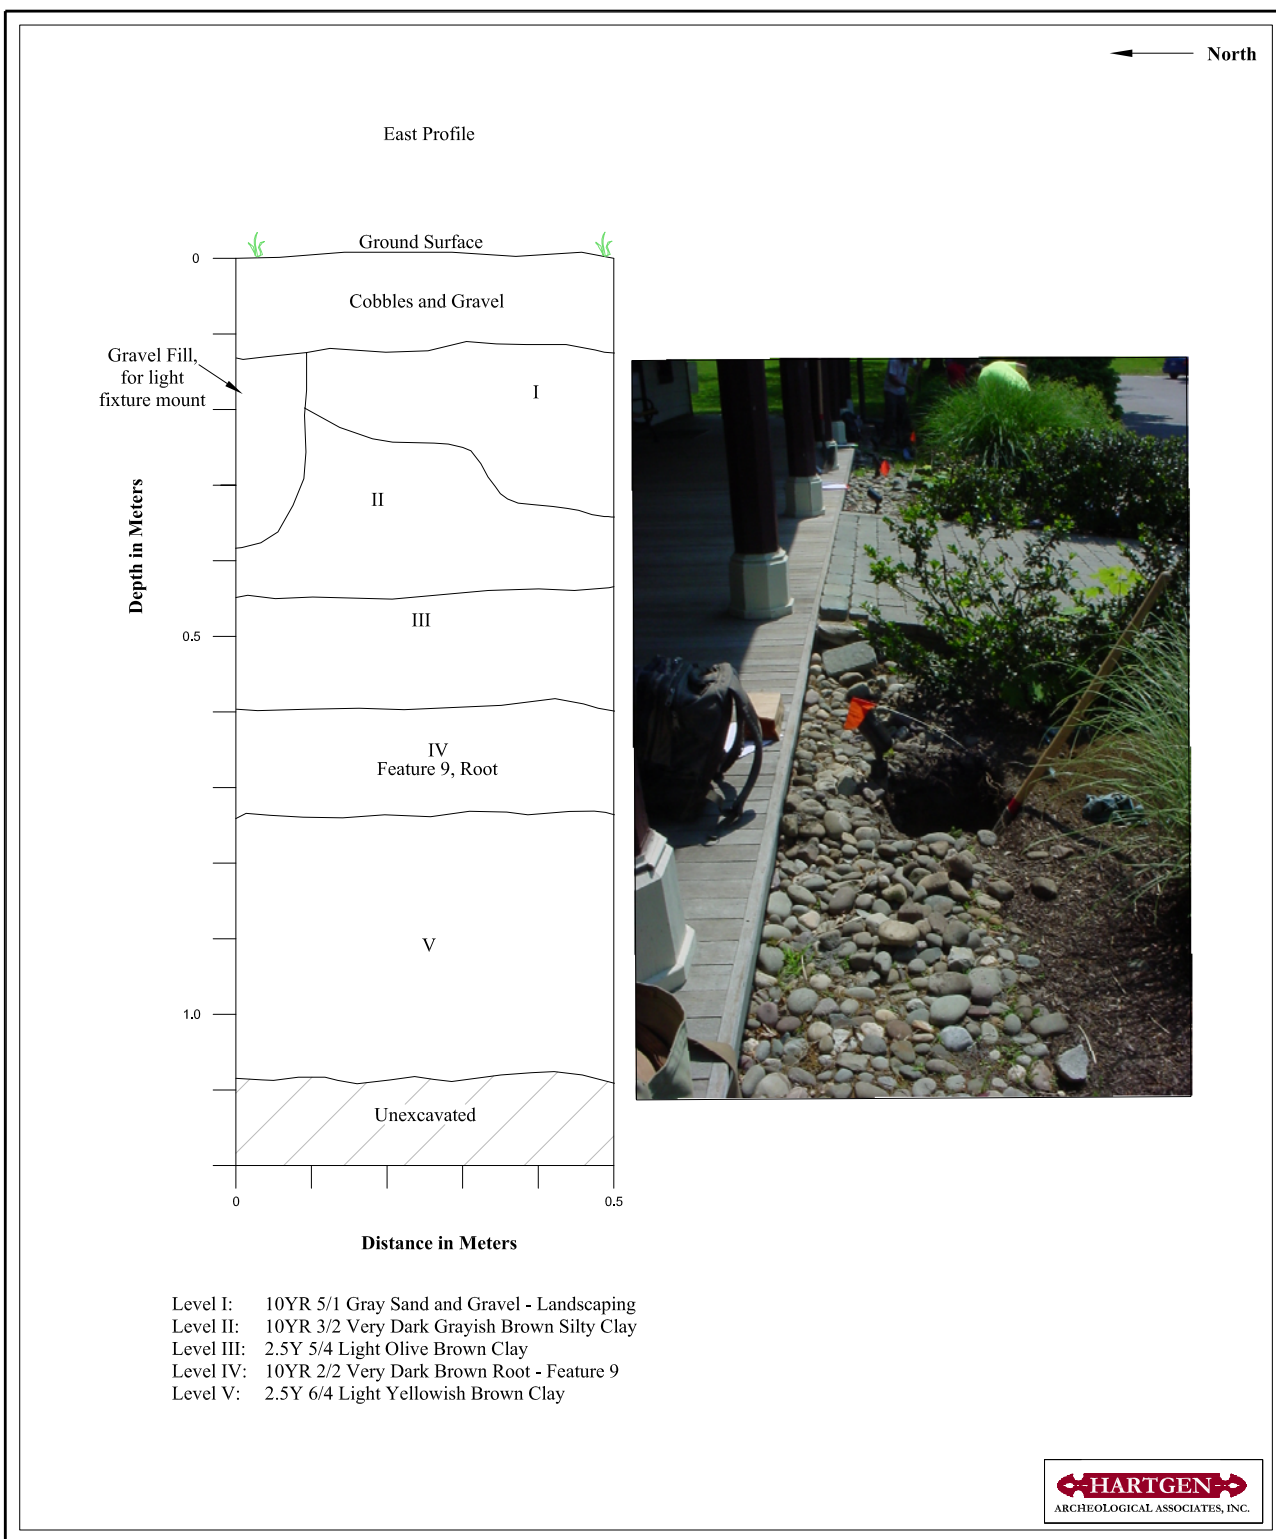 North
East Profile
Ground Surface
0
Cobbles and Gravel
Gravel Fill,
for light
fixture mount
I
II
Depth in Meters
0.5
III
IV
Feature 9, Root
V
1.0
Unexcavated
0
0.5
Distance in Meters
Level I: 10YR 5/1 Gray Sand and Gravel - Landscaping
Level II: 10YR 3/2 Very Dark Grayish Brown Silty Clay
Level III: 2.5Y 5/4 Light Olive Brown Clay
Level IV: 10YR 2/2 Very Dark Brown Root - Feature 9
Level V: 2.5Y 6/4 Light Yellowish Brown Clay
HARTGEN
ARCHEOLOGICAL ASSOCIATES, INC.